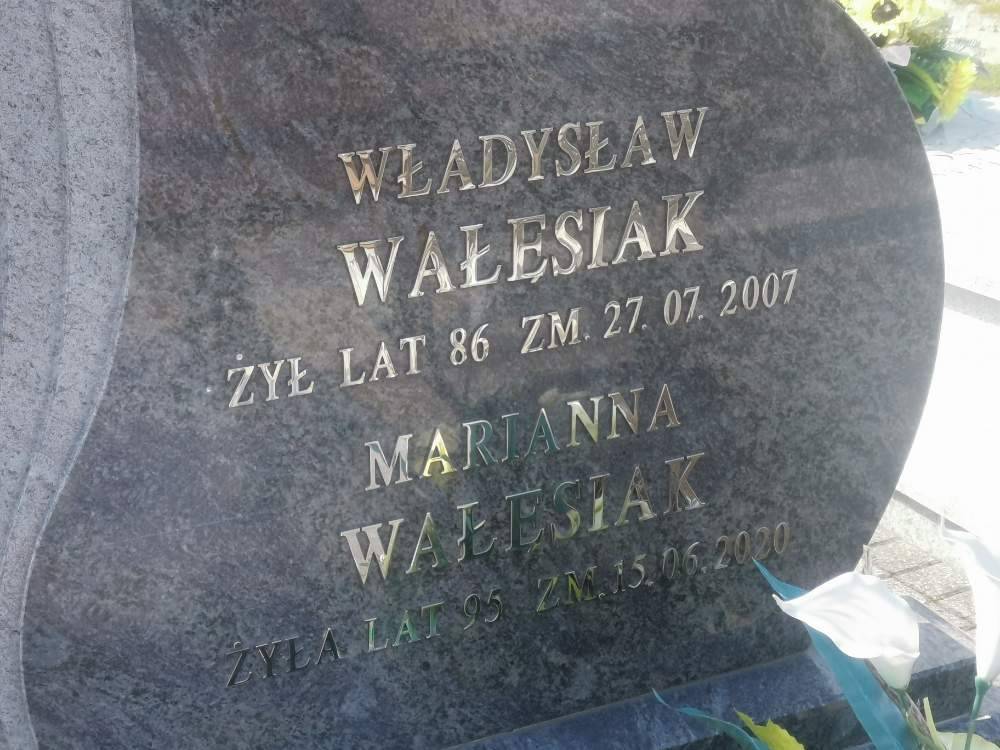 WŁADYSŁAW
WAŁĘSIAK
ŻYŁ LAT 86 ZM. 27. 07. 2007
MARIANNA
WAŁĘSIAK
ŻYŁA LAT 95 ZM. 15. 06. 2020